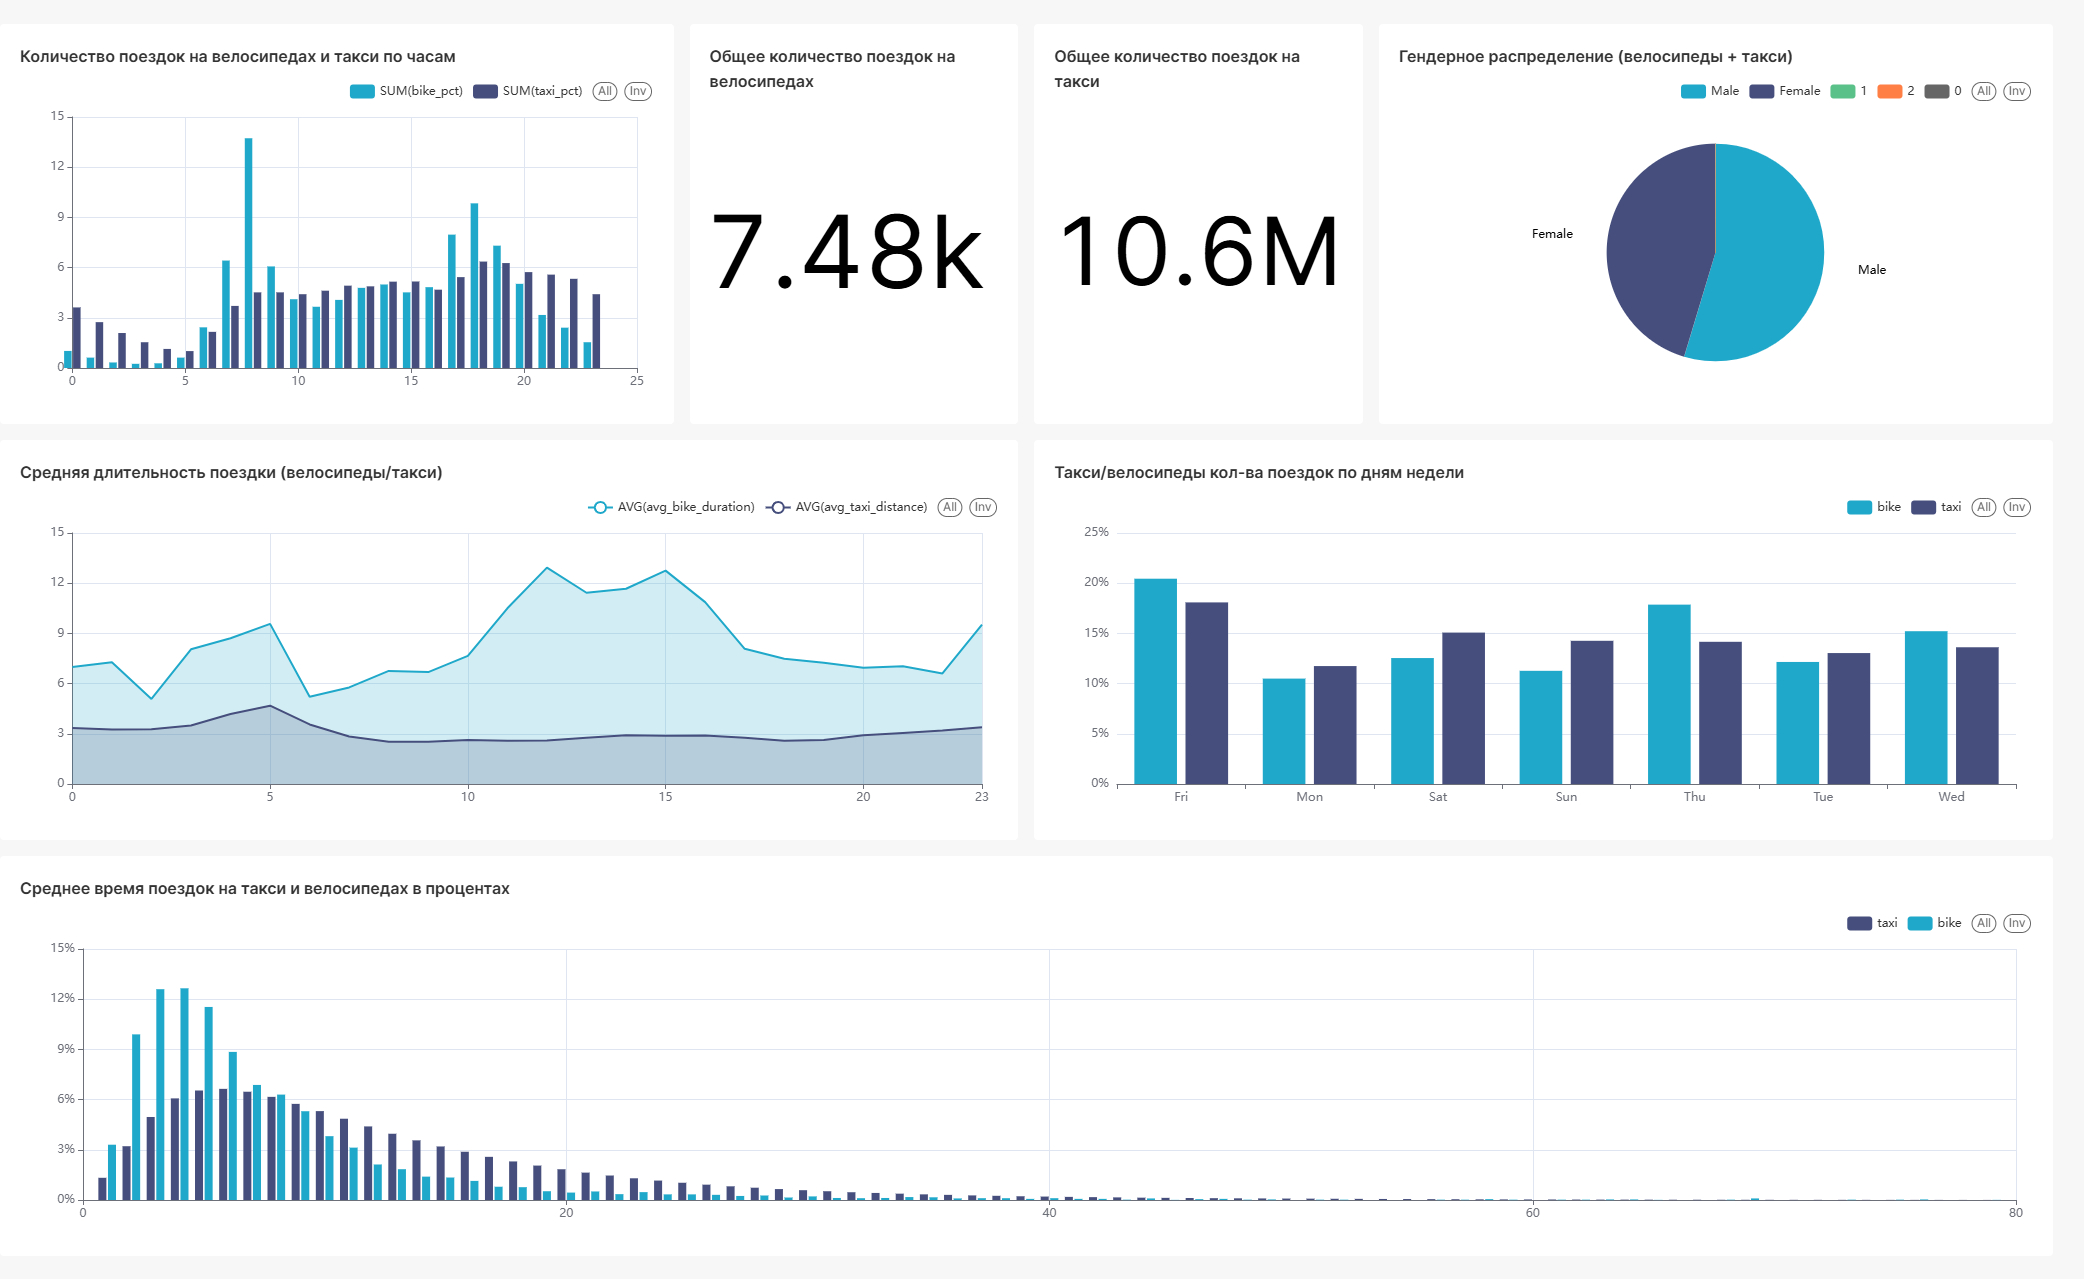 Количество поездок на велосипедах и такси по часам
SUM(bike_pct) SUM(taxi_pct) All Inv
15
12
9
6
3
0
0 5 10 15 20 25
Общее количество поездок на
велосипедах
7.48k
Общее количество поездок на
такси
10.6M
Гендерное распределение (велосипеды + такси)
Male Female 1 2 0 All Inv
Female
Male
Средняя длительность поездки (велосипеды/такси)
AVG(avg_bike_duration) AVG(avg_taxi_distance) All Inv
15
12
9
6
3
0
0 5 10 15 20 23
Такси/велосипеды кол-ва поездок по дням недели
bike taxi All Inv
25%
20%
15%
10%
5%
0%
Fri Mon Sat Sun Thu Tue Wed
Среднее время поездок на такси и велосипедах в процентах
taxi bike All Inv
15%
12%
9%
6%
3%
0%
0 20 40 60 80